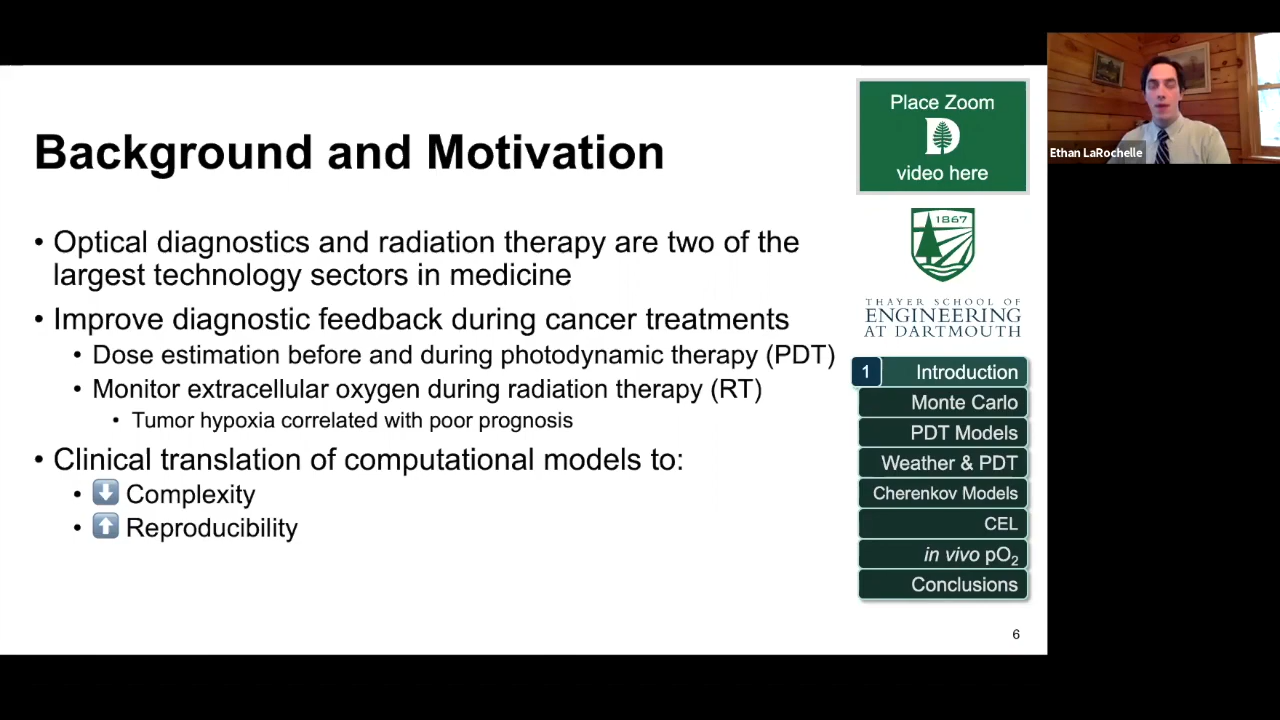 Background and Motivation
• Optical diagnostics and radiation therapy are two of the
largest technology sectors in medicine
• Improve diagnostic feedback during cancer treatments
• Dose estimation before and during photodynamic therapy (PDT)
• Monitor extracellular oxygen during radiation therapy (RT)
• Tumor hypoxia correlated with poor prognosis
• Clinical translation of computational models to:
• ⬇️ Complexity
• ⬆️ Reproducibility
Place Zoom
D
video here
1867
THAYER SCHOOL OF
ENGINEERING
AT DARTMOUTH
1 Introduction
Monte Carlo
PDT Models
Weather & PDT
Cherenkov Models
CEL
in vivo pO₂
Conclusions
6
Ethan LaRochelle